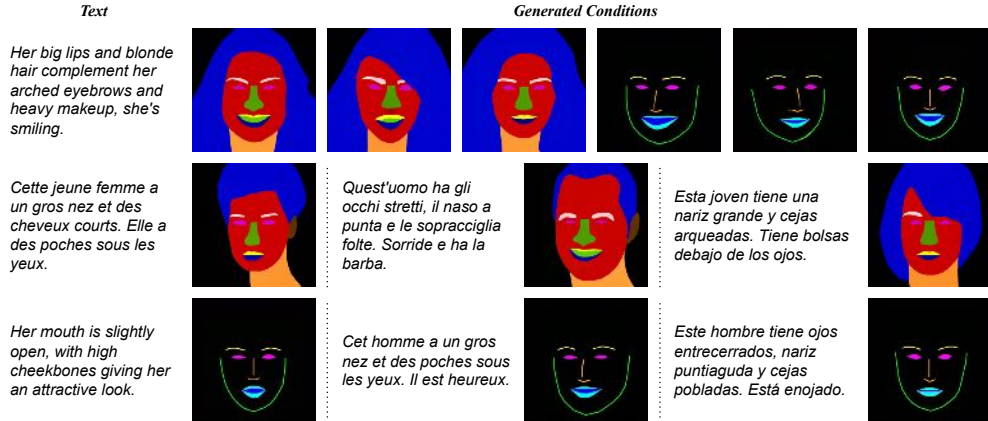 Text
Generated Conditions
Her big lips and blonde
hair complement her
arched eyebrows and
heavy makeup, she's
smiling.
Cette jeune femme a
un gros nez et des
cheveux courts. Elle a
des poches sous les
yeux.
Quest'uomo ha gli
occhi stretti, il naso a
punta e le sopracciglia
folte. Sorride e ha la
barba.
Esta joven tiene una
nariz grande y cejas
arqueadas. Tiene bolsas
debajo de los ojos.
Her mouth is slightly
open, with high
cheekbones giving her
an attractive look.
Cet homme a un gros
nez et des poches sous
les yeux. Il est heureux.
Este hombre tiene ojos
entrecerrados, nariz
puntiaguda y cejas
pobladas. Está enojado.